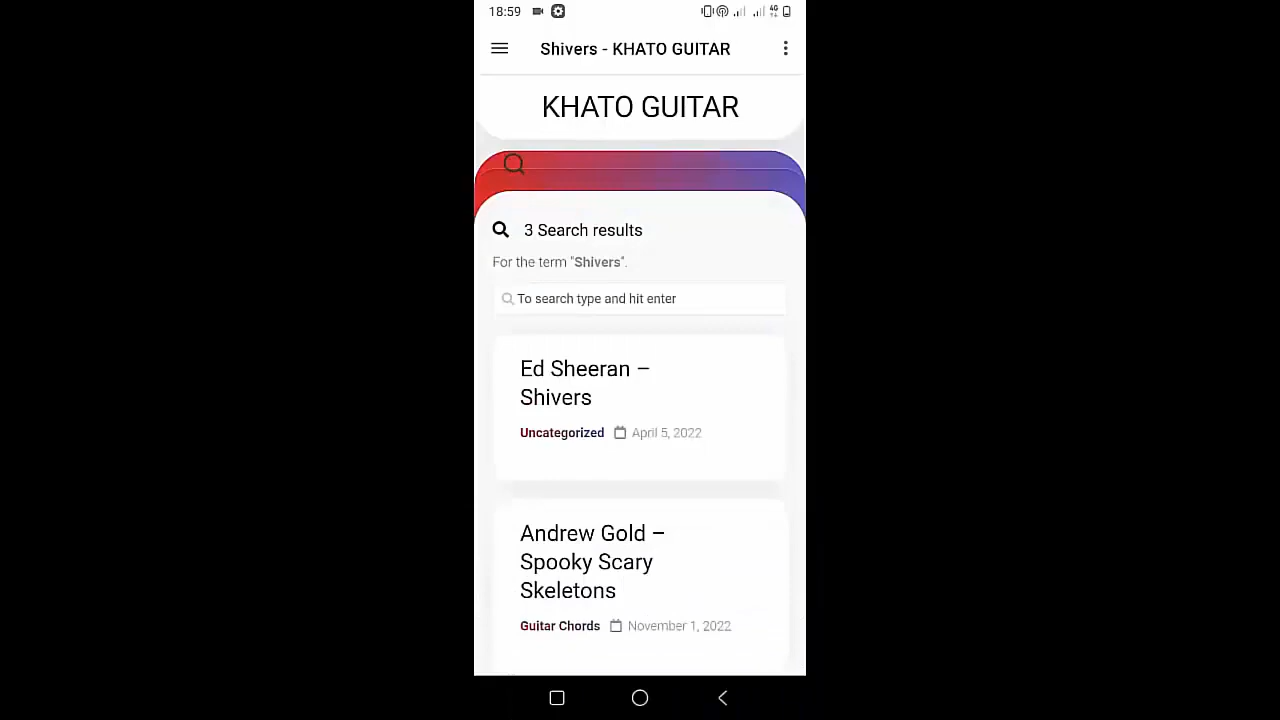 18:59
4G
Shivers - KHATO GUITAR
KHATO GUITAR
3 Search results
For the term "Shivers".
To search type and hit enter
Ed Sheeran –
Shivers
Uncategorized April 5, 2022
Andrew Gold –
Spooky Scary
Skeletons
Guitar Chords November 1, 2022